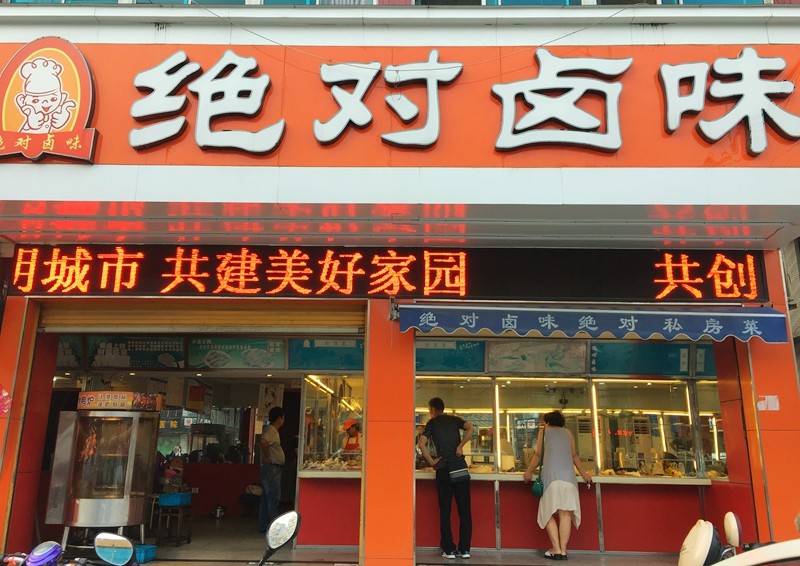 绝对卤味
绝对卤味
明城市 共建美好家园 共创
绝对卤味绝对私房菜